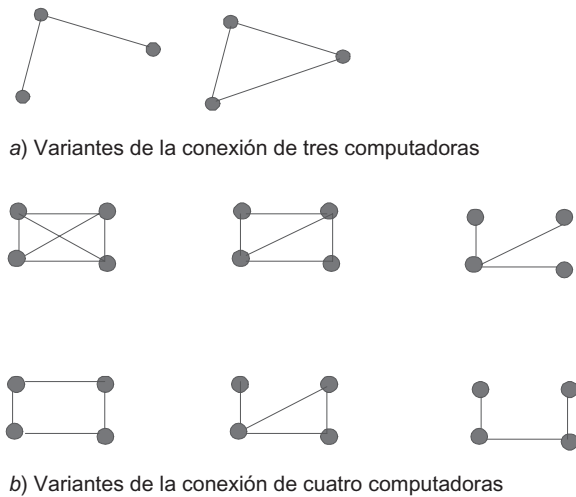 a) Variantes de la conexión de tres computadoras
b) Variantes de la conexión de cuatro computadoras